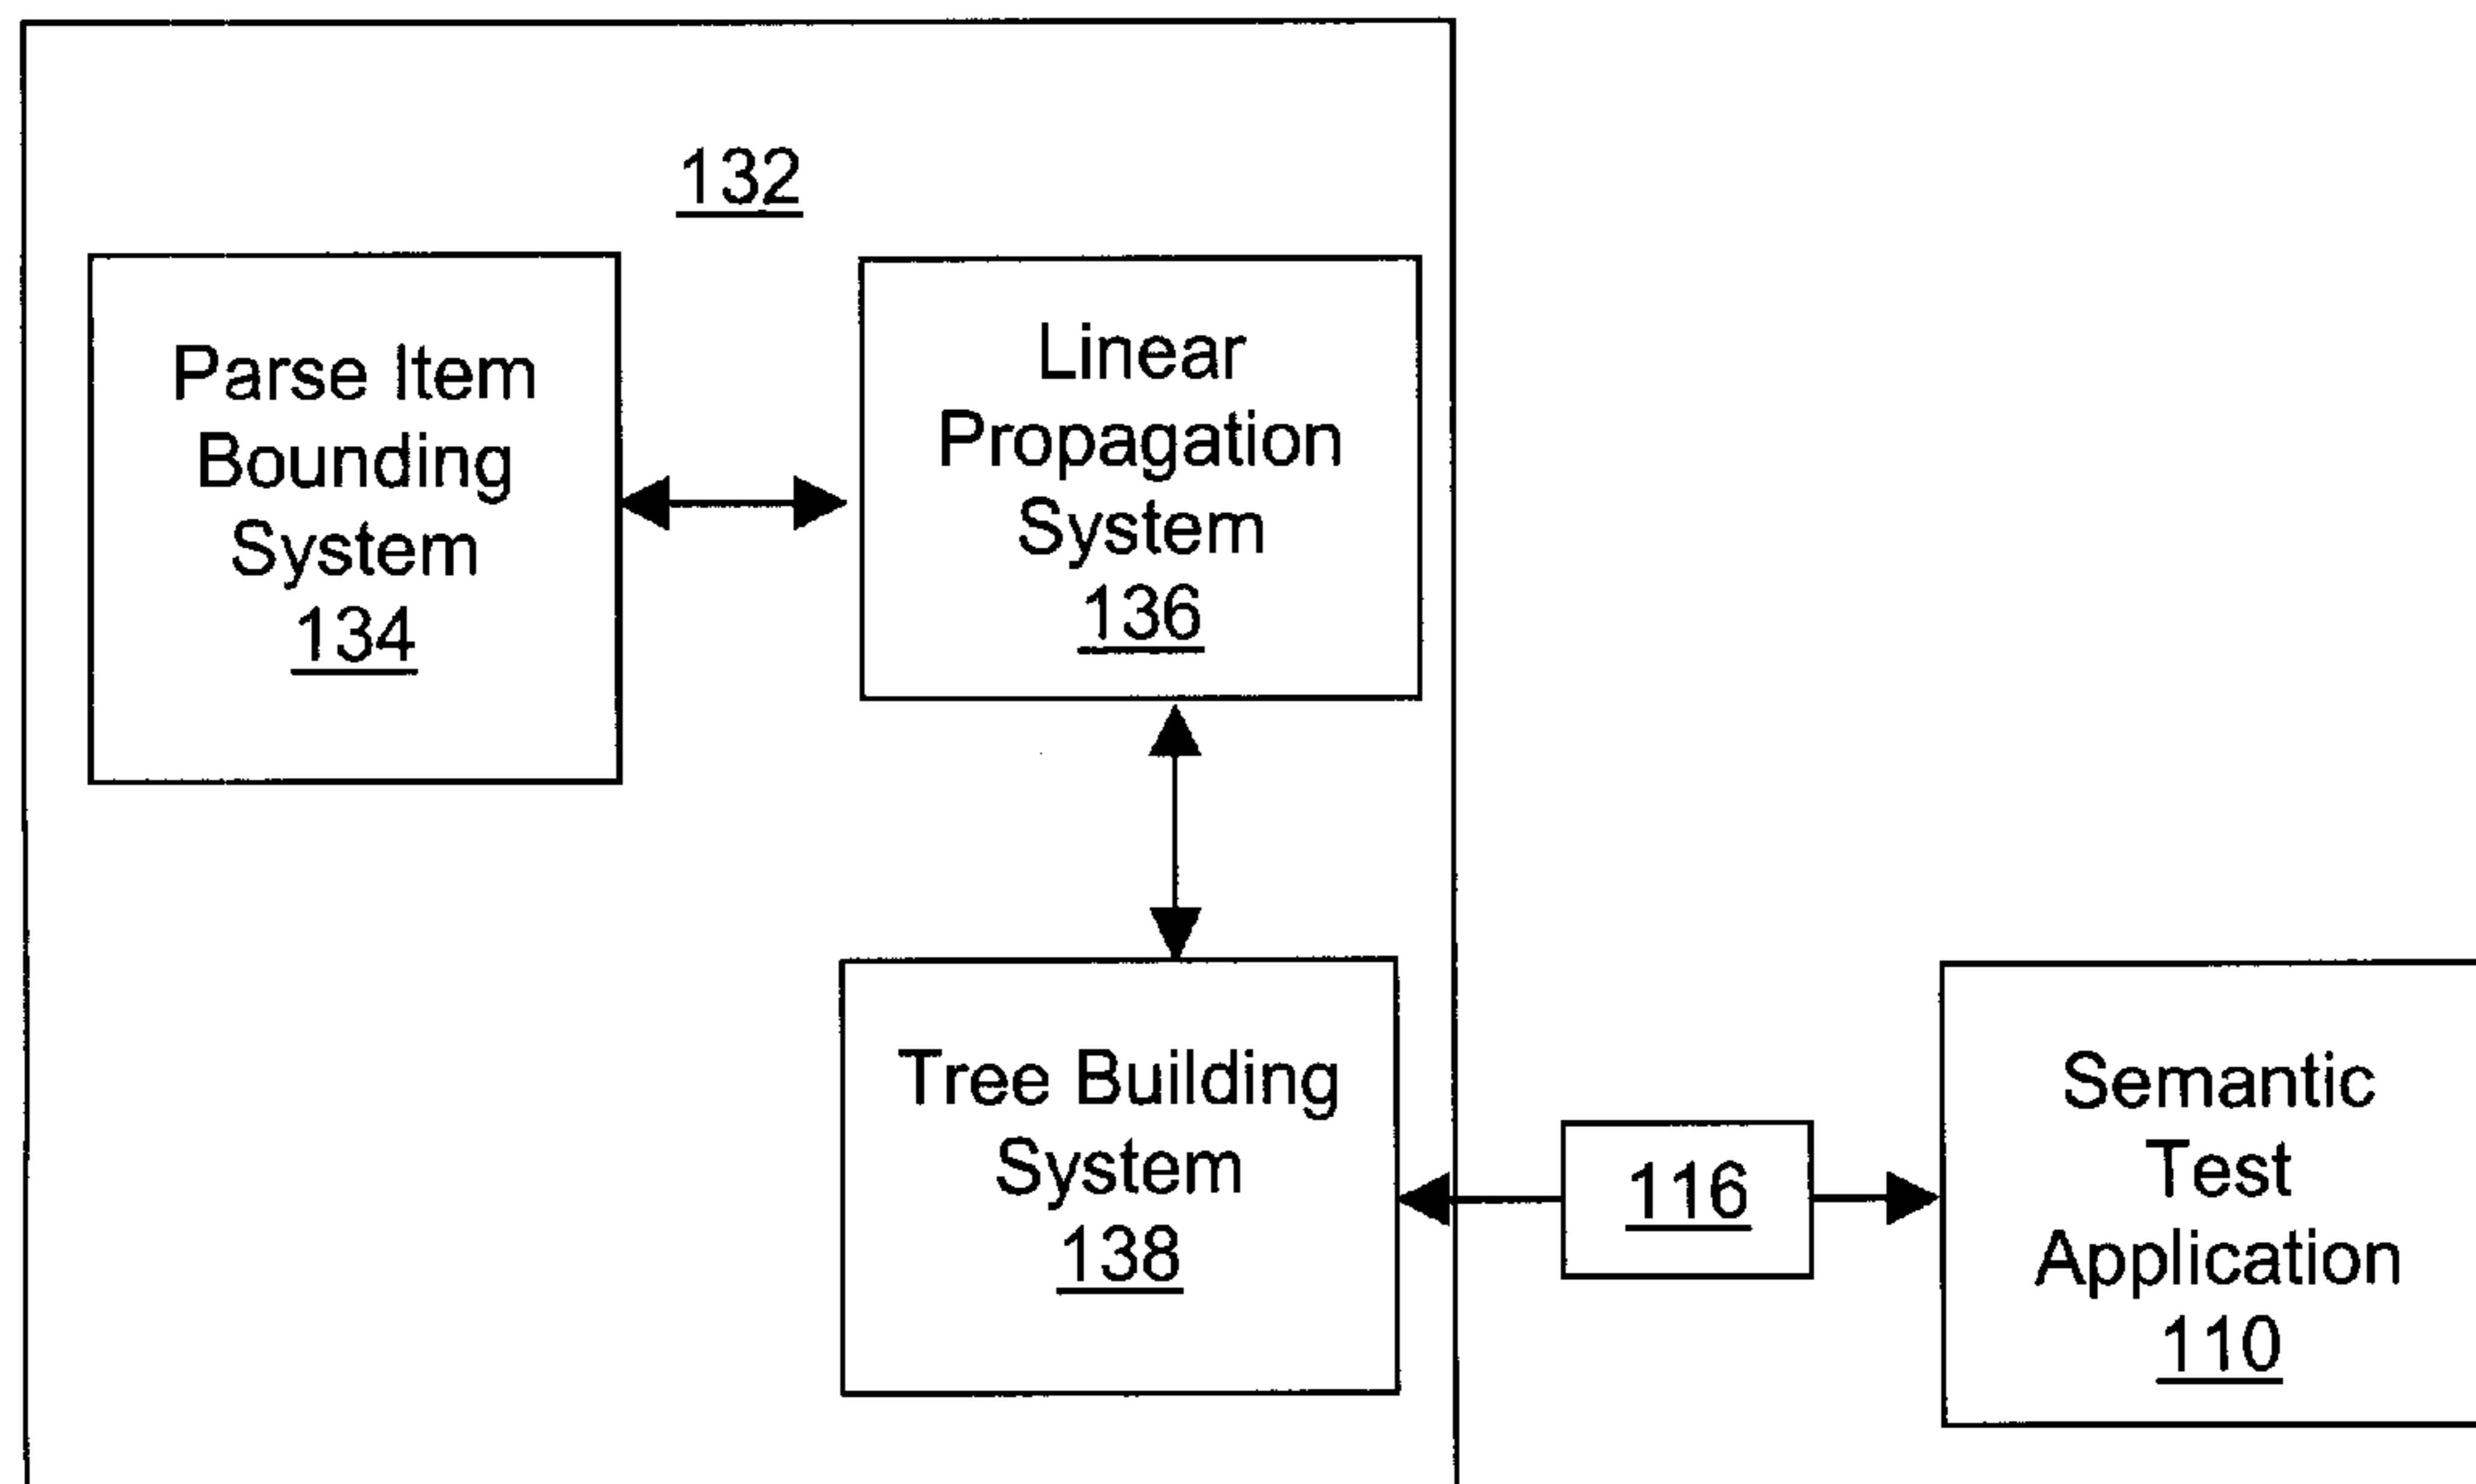 132
Parse Item
Bounding
System
134
Linear
Propagation
System
136
Tree Building
System
138
116
Semantic
Test
Application
110